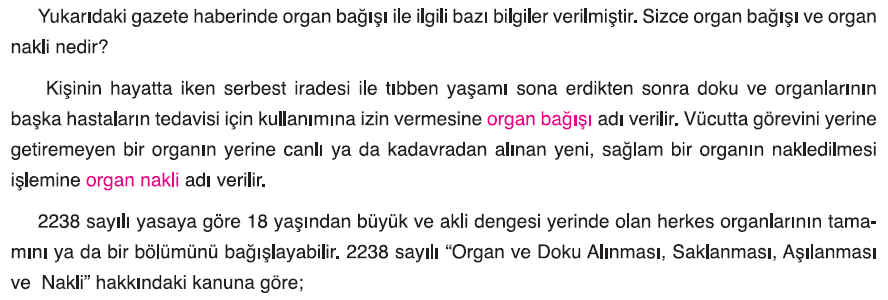 Yukarıdaki gazete haberinde organ bağışı ile ilgili bazı bilgiler verilmiştir. Sizce organ bağışı ve organ
nakli nedir?
Kişinin hayatta iken serbest iradesi ile tıbben yaşamı sona erdikten sonra doku ve organlarının
başka hastaların tedavisi için kullanımına izin vermesine organ bağışı adı verilir. Vücutta görevini yerine
getiremeyen bir organın yerine canlı ya da kadavradan alınan yeni, sağlam bir organın nakledilmesi
işlemine organ nakli adı verilir.
2238 sayılı yasaya göre 18 yaşından büyük ve akli dengesi yerinde olan herkes organlarının tama-
mını ya da bir bölümünü bağışlayabilir. 2238 sayılı “Organ ve Doku Alınması, Saklanması, Aşılanması
ve Nakli” hakkındaki kanuna göre;